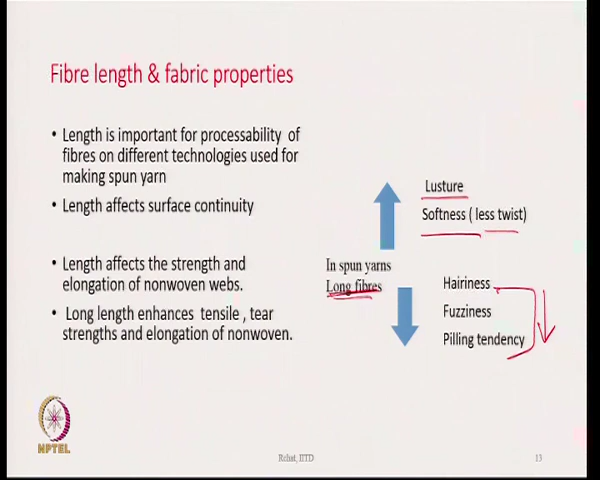 Fibre length & fabric properties
• Length is important for processability of
fibres on different technologies used for
making spun yarn
• Length affects surface continuity
• Length affects the strength and
elongation of nonwoven webs.
• Long length enhances tensile , tear
strengths and elongation of nonwoven.
Lusture
Softness ( less twist)
In spun yarns
Long fibres
Hairiness
Fuzziness
Pilling tendency
NPTEL
Rehat, IITD
13